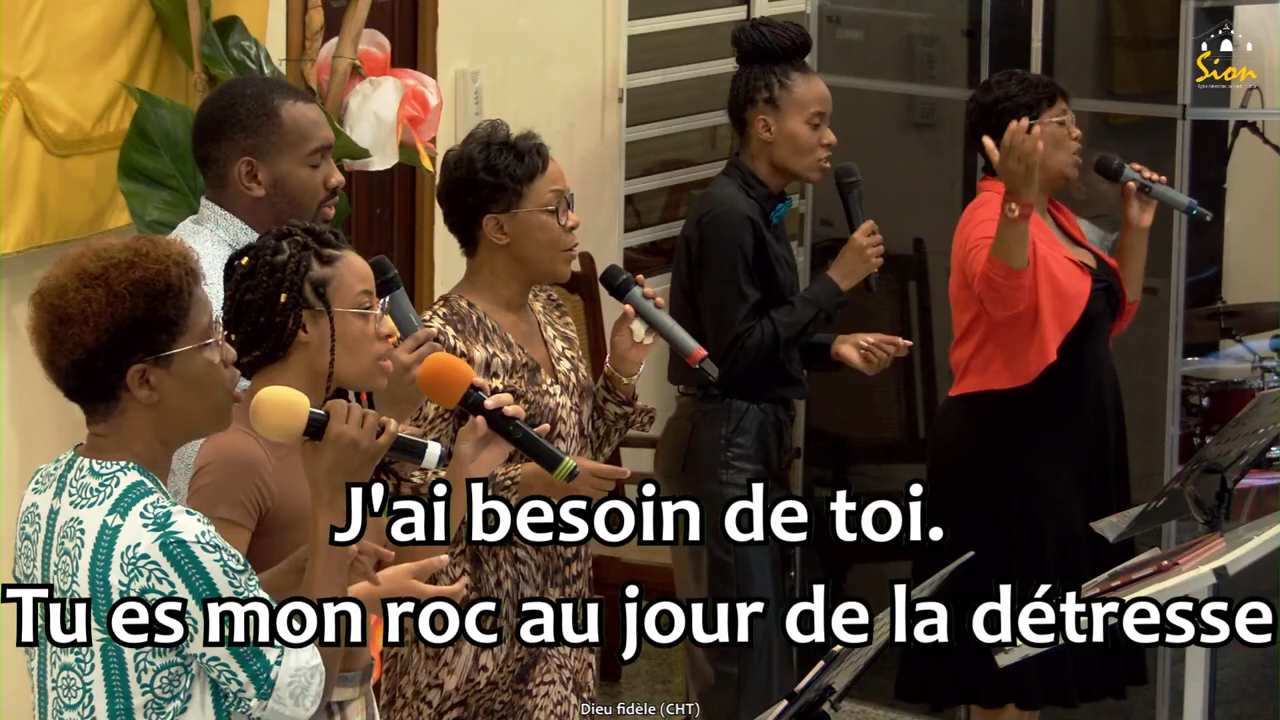 Sion
J'ai besoin de toi.
Tu es mon roc au jour de la détresse
Dieu fidèle (CHT)